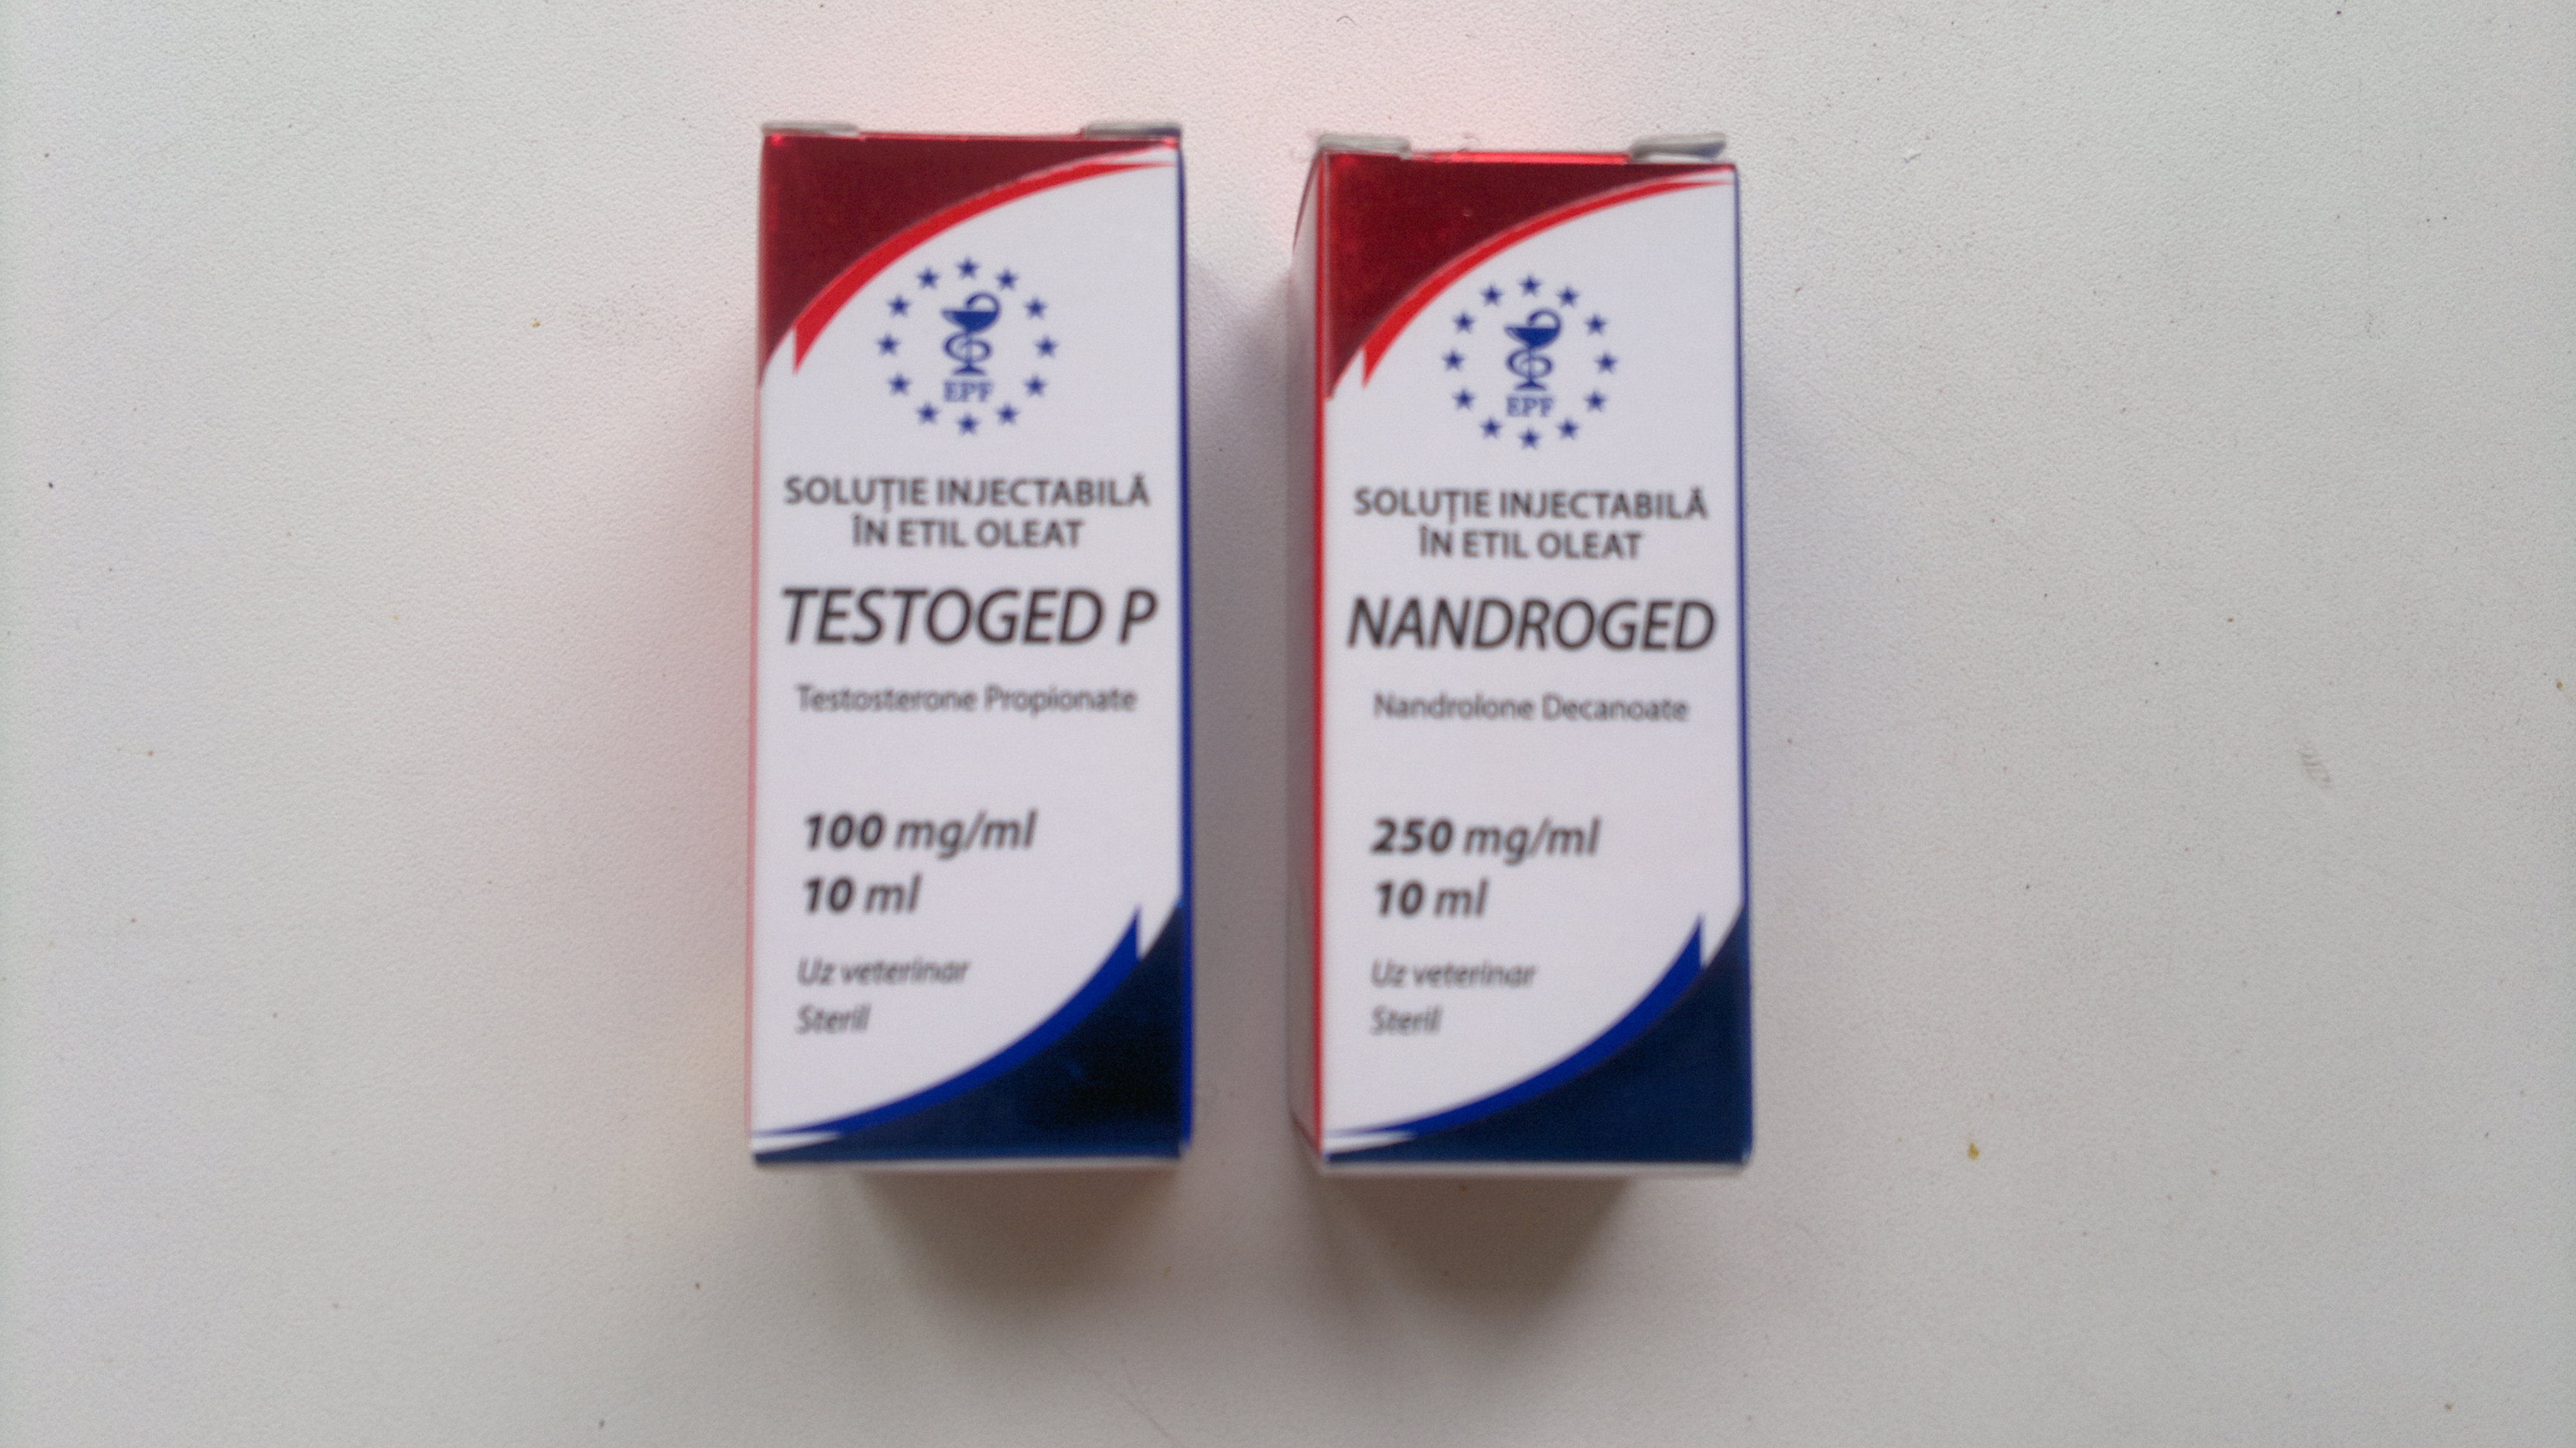 EPF
SOLUȚIE INJECTABILĂ
ÎN ETIL OLEAT
TESTOGED P
Testosterone Propionate
100 mg/ml
10 ml
Uz veterinar
Steril
EPF
SOLUȚIE INJECTABILĂ
ÎN ETIL OLEAT
NANDROGED
Nandrolone Decanoate
250 mg/ml
10 ml
Uz veterinar
Steril